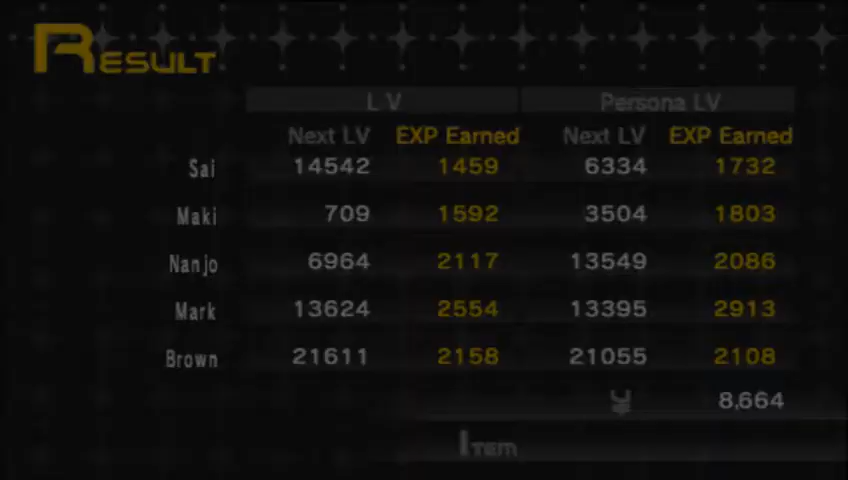 RESULT
LV Persona LV
Next LV EXP Earned Next LV EXP Earned
Sai 14542 1459 6334 1732
Maki 709 1592 3504 1803
Nanjo 6964 2117 13549 2086
Mark 13624 2554 13395 2913
Brown 21611 2158 21055 2108
¥ 8,664
ITEM